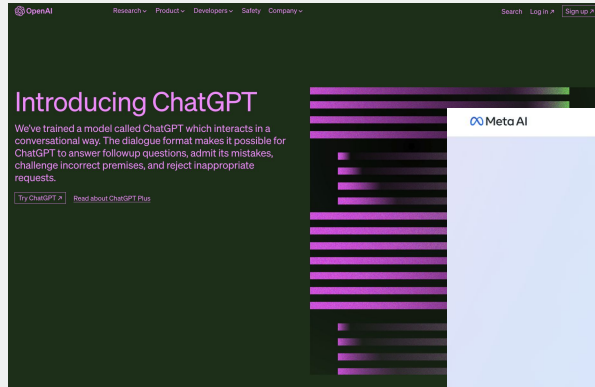 OpenAI Research Product Developers Safety Company Search Log in ↗ Sign up ↗
Introducing ChatGPT
We've trained a model called ChatGPT which interacts in a
conversational way. The dialogue format makes it possible for
ChatGPT to answer followup questions, admit its mistakes,
challenge incorrect premises, and reject inappropriate
requests.
Try ChatGPT ↗ Read about ChatGPT Plus
Meta AI